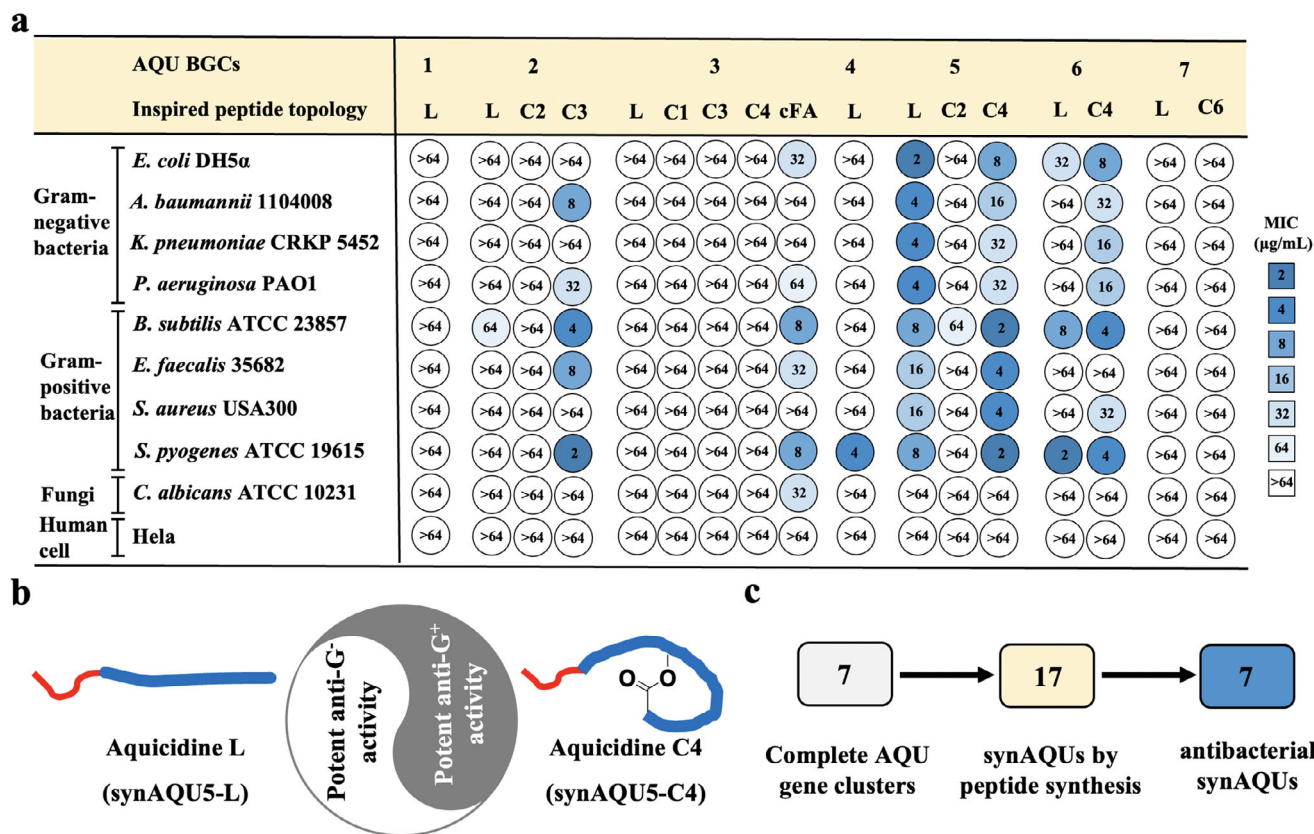 a
AQU BGCs 1 2 3 4 5 6 7
Inspired peptide topology L L C2 C3 L C1 C3 C4 cFA L L C2 C4 L C4 L C6
Gram-
negative
bacteria
E. coli DH5α >64 >64 >64 >64 >64 >64 >64 >64 32 >64 2 >64 8 32 8 >64 >64
A. baumannii 1104008 >64 >64 >64 8 >64 >64 >64 >64 >64 >64 4 >64 16 >64 32 >64 >64
K. pneumoniae CRKP 5452 >64 >64 >64 >64 >64 >64 >64 >64 >64 >64 4 >64 32 >64 16 >64 >64
P. aeruginosa PAO1 >64 >64 >64 32 >64 >64 >64 >64 64 >64 4 >64 32 >64 16 >64 >64
Gram-
positive
bacteria
B. subtilis ATCC 23857 >64 64 >64 4 >64 >64 >64 >64 8 >64 8 64 2 8 4 >64 >64
E. faecalis 35682 >64 >64 >64 8 >64 >64 >64 >64 32 >64 16 >64 4 >64 >64 >64 >64
S. aureus USA300 >64 >64 >64 >64 >64 >64 >64 >64 >64 >64 16 >64 4 >64 32 >64 >64
S. pyogenes ATCC 19615 >64 >64 >64 2 >64 >64 >64 >64 8 4 8 >64 2 2 4 >64 >64
Fungi
C. albicans ATCC 10231 >64 >64 >64 >64 >64 >64 >64 >64 32 >64 >64 >64 >64 >64 >64 >64 >64
Human
cell
Hela >64 >64 >64 >64 >64 >64 >64 >64 >64 >64 >64 >64 >64 >64 >64 >64 >64
MIC
(µg/mL)
2
4
8
16
32
64
>64
b
Aquicidine L
(synAQU5-L)
Potent anti-G-
activity
Potent anti-G+
activity
O
O
Aquicidine C4
(synAQU5-C4)
c
7
17
7
Complete AQU
gene clusters
synAQUs by
peptide synthesis
antibacterial
synAQUs